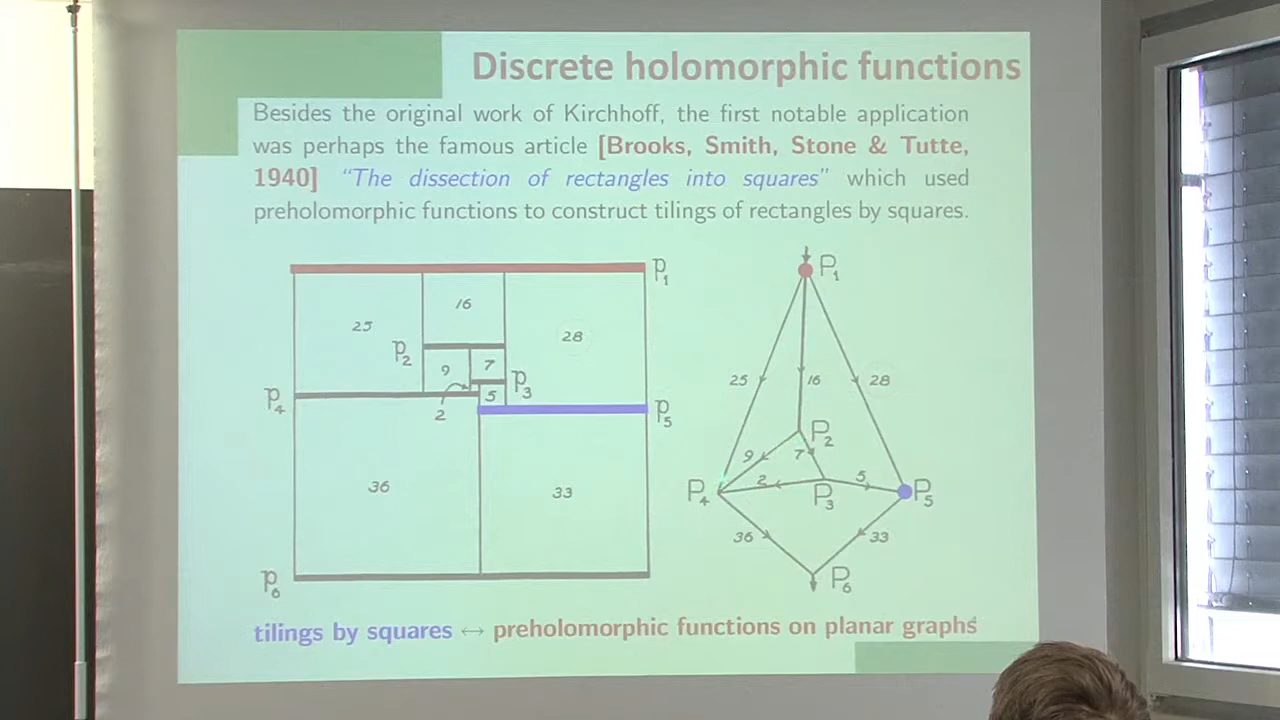 Discrete holomorphic functions
Besides the original work of Kirchhoff, the first notable application
was perhaps the famous article [Brooks, Smith, Stone & Tutte,
1940] “The dissection of rectangles into squares” which used
preholomorphic functions to construct tilings of rectangles by squares.
P₁
25
16
28
P₂
9
7
P₃
P₄
2
5
P₅
36
33
P₆
P₁
25
16
28
P₂
9
7
P₄
2
P₃
5
P₅
36
33
P₆
tilings by squares ↔ preholomorphic functions on planar graphs